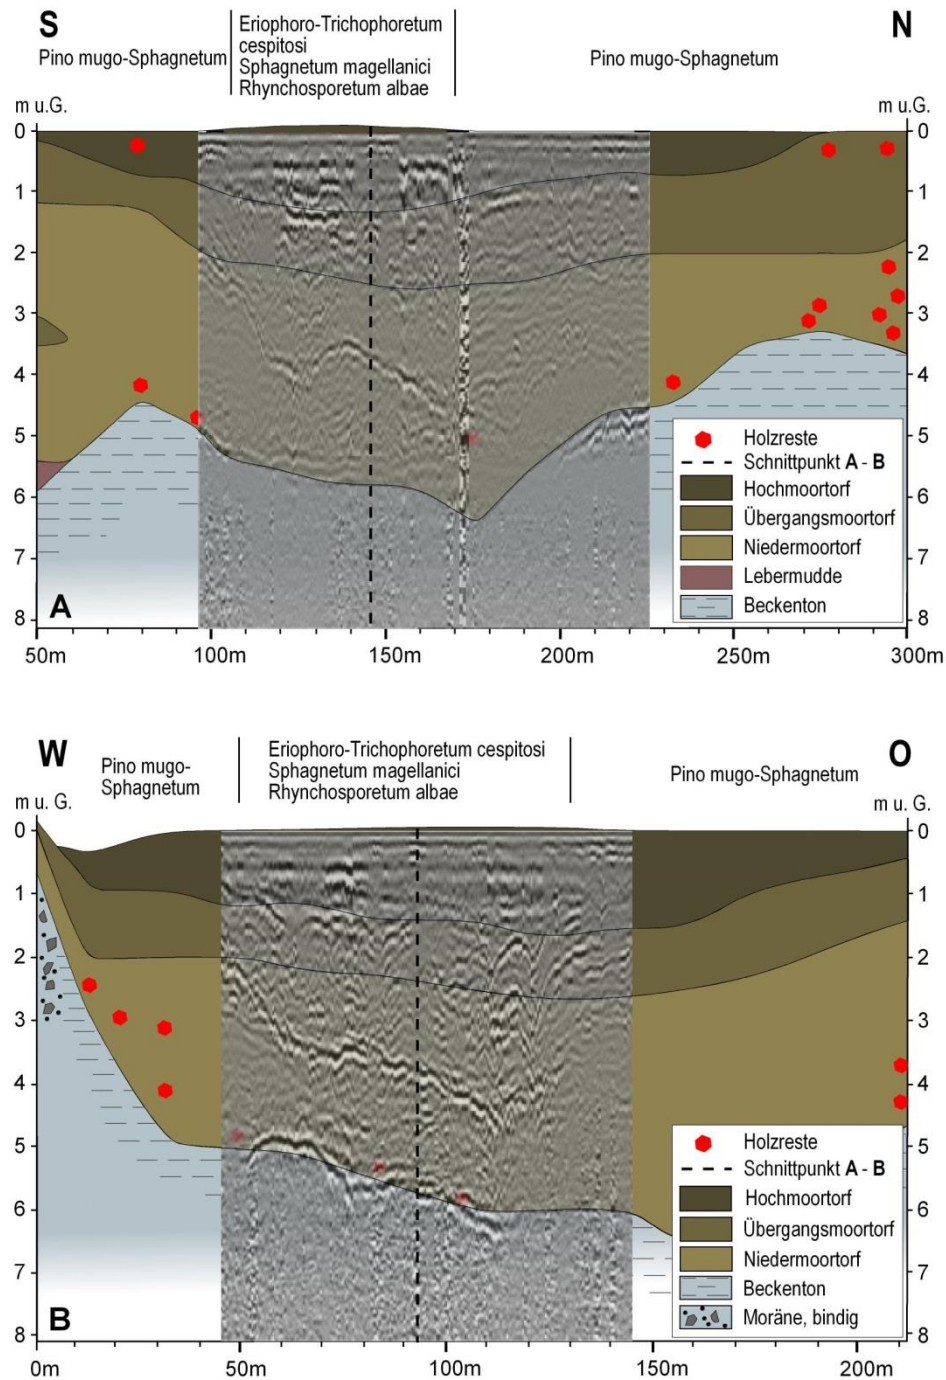 S
Eriophoro-Trichophoretum
cespitosi
Sphagnetum magellanici
Rhynchosporetum albae
N
Pino mugo-Sphagnetum
Pino mugo-Sphagnetum
m u.G.
m u.G.
0
1
2
3
4
5
6
7
8
0
1
2
3
4
5
6
7
8
Holzreste
Schnittpunkt A - B
Hochmoortorf
Übergangsmoortorf
Niedermoortorf
Lebermudde
Beckenton
A
50m
100m
150m
200m
250m
300m
W
Pino mugo-
Sphagnetum
Eriophoro-Trichophoretum cespitosi
Sphagnetum magellanici
Rhynchosporetum albae
O
Pino mugo-Sphagnetum
m u. G.
m u.G.
0
1
2
3
4
5
6
7
8
0
1
2
3
4
5
6
7
8
Holzreste
Schnittpunkt A - B
Hochmoortorf
Übergangsmoortorf
Niedermoortorf
Beckenton
Moräne, bindig
B
0m
50m
100m
150m
200m